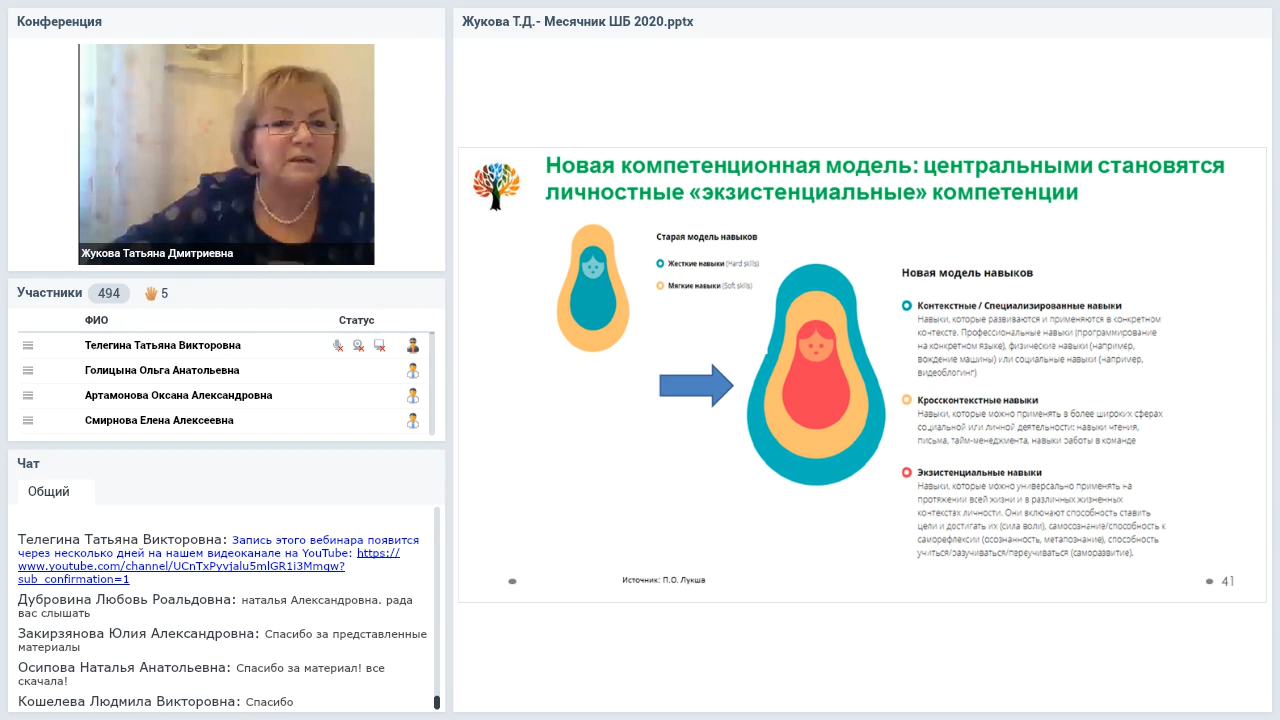 Конференция
Жукова Татьяна Дмитриевна
Участники 494 5
ФИО Статус
Телегина Татьяна Викторовна
Голицына Ольга Анатольевна
Артамонова Оксана Александровна
Смирнова Елена Алексеевна
Чат
Общий
Телегина Татьяна Викторовна: Запись этого вебинара появится
через несколько дней на нашем видеоканале на YouTube: https://
www.youtube.com/channel/UCnTxPyvjalu5mlGR1i3Mmqw?
sub_confirmation=1
Дубровина Любовь Роальдовна: наталья Александровна. рада
вас слышать
Закирзянова Юлия Александровна: Спасибо за представленные
материалы
Осипова Наталья Анатольевна: Спасибо за материал! все
скачала!
Кошелева Людмила Викторовна: Спасибо
Жукова Т.Д.- Месячник ШБ 2020.pptx
Новая компетенционная модель: центральными становятся
личностные «экзистенциальные» компетенции
Старая модель навыков
Жесткие навыки (Hard skills)
Мягкие навыки (Soft skills)
Новая модель навыков
Контекстные / Специализированные навыки
Навыки, которые развиваются и применяются в конкретном
контексте. Профессиональные навыки (программирование
на конкретном языке), физические навыки (например,
вождение машины) или социальные навыки (например,
видеоблогинг)
Кроссконтекстные навыки
Навыки, которые можно применять в более широких сферах
социальной или личной деятельности: навыки чтения,
письма, тайм-менеджмента, навыки работы в команде
Экзистенциальные навыки
Навыки, которые можно универсально применять на
протяжении всей жизни и в различных жизненных
контекстах личности. Они включают способность ставить
цели и достигать их (сила воли), самосознание/способность к
саморефлексии (осознанность, метапознание), способность
учиться/разучиваться/переучиваться (саморазвитие).
Источник: П.О. Лукша
41